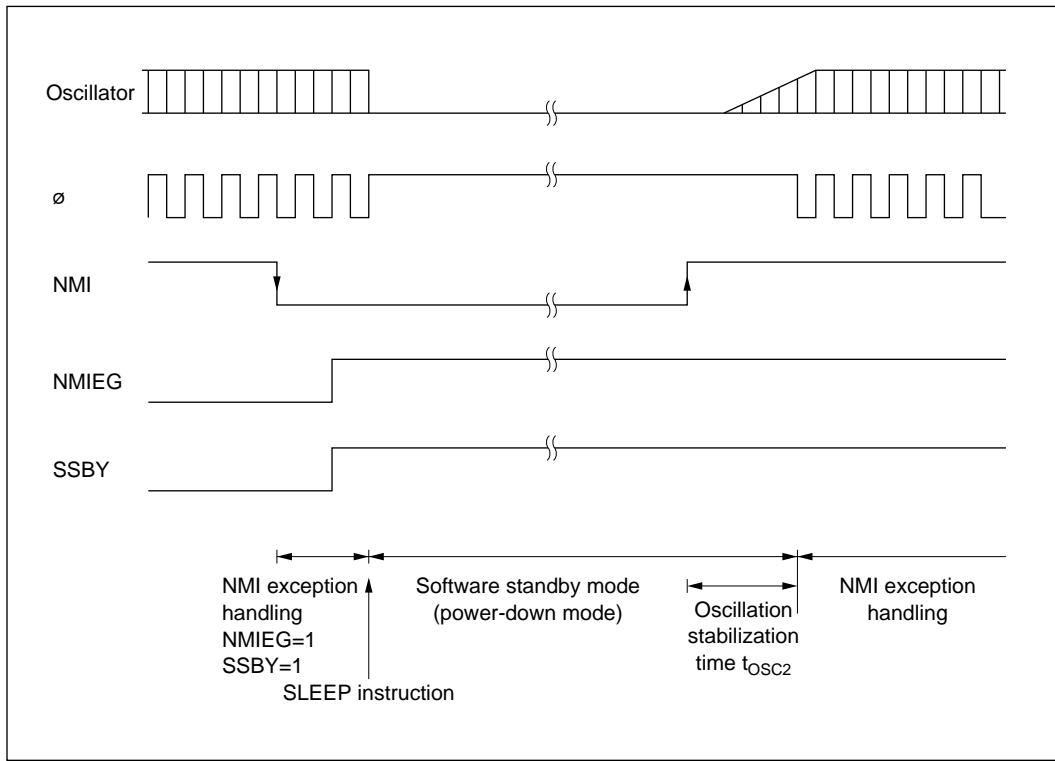 Oscillator
ø
NMI
NMIEG
SSBY
NMI exception
handling
NMIEG=1
SSBY=1
SLEEP instruction
Software standby mode
(power-down mode)
Oscillation
stabilization
time tOSC2
NMI exception
handling